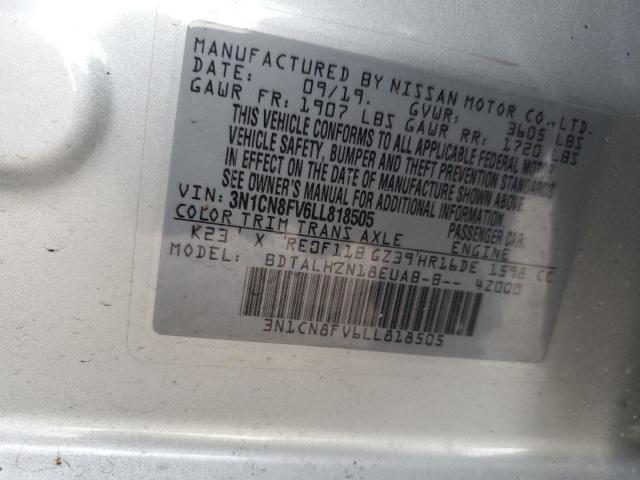 MANUFACTURED BY NISSAN MOTOR CO.,LTD.
DATE: 09/19. GVWR: 3605 LBS
GAWR FR: 1907 LBS GAWR RR: 1720 LBS
THIS VEHICLE CONFORMS TO ALL APPLICABLE FEDERAL MOTOR
VEHICLE SAFETY, BUMPER AND THEFT PREVENTION STANDARDS
IN EFFECT ON THE DATE OF MANUFACTURE SHOWN ABOVE.
SEE OWNER'S MANUAL FOR ADDITIONAL INFORMATION.
VIN: 3N1CN8FV6LL818505 PASSENGER CAR.
COLOR TRIM TRANS AXLE ENGINE
K23 X RE0F11B GZ39 HR16DE 1598 CC
MODEL: BDTALHZN18EUAB-B-- 4Z000
3N1CN8FV6LL818505